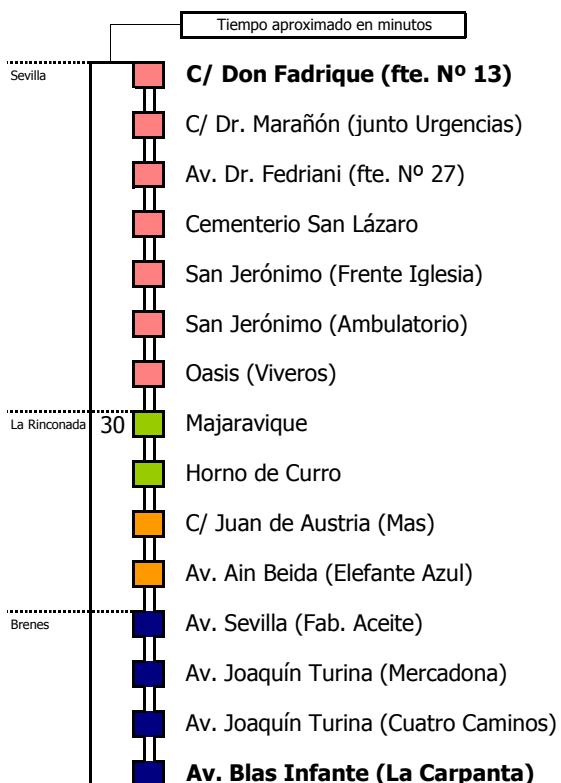 Tiempo aproximado en minutos
Sevilla
C/ Don Fadrique (fte. Nº 13)
C/ Dr. Marañón (junto Urgencias)
Av. Dr. Fedriani (fte. Nº 27)
Cementerio San Lázaro
San Jerónimo (Frente Iglesia)
San Jerónimo (Ambulatorio)
Oasis (Viveros)
La Rinconada 30 Majaravique
Horno de Curro
C/ Juan de Austria (Mas)
Av. Ain Beida (Elefante Azul)
Brenes
Av. Sevilla (Fab. Aceite)
Av. Joaquín Turina (Mercadona)
Av. Joaquín Turina (Cuatro Caminos)
Av. Blas Infante (La Carpanta)